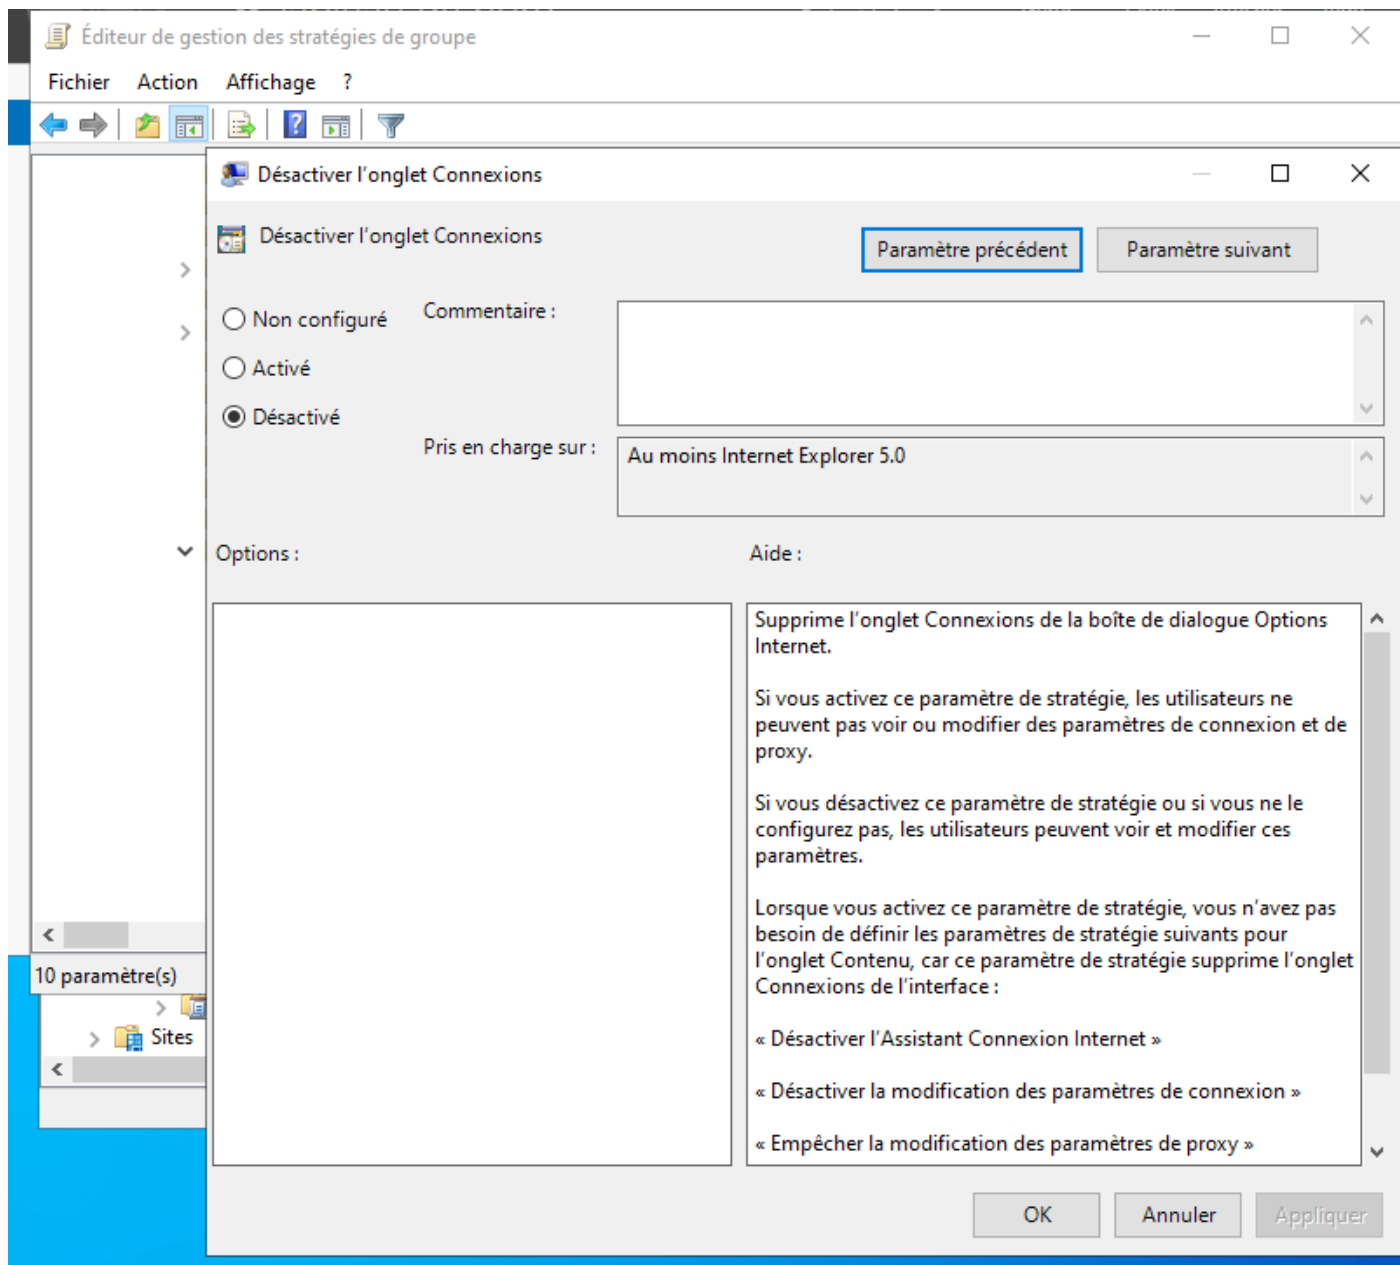 Éditeur de gestion des stratégies de groupe
Fichier Action Affichage ?
Désactiver l'onglet Connexions
Désactiver l'onglet Connexions
Paramètre précédent
Paramètre suivant
Non configuré
Commentaire :
Activé
Désactivé
Pris en charge sur :
Au moins Internet Explorer 5.0
Options :
Aide :
Supprime l'onglet Connexions de la boîte de dialogue Options
Internet.
Si vous activez ce paramètre de stratégie, les utilisateurs ne
peuvent pas voir ou modifier des paramètres de connexion et de
proxy.
Si vous désactivez ce paramètre de stratégie ou si vous ne le
configurez pas, les utilisateurs peuvent voir et modifier ces
paramètres.
Lorsque vous activez ce paramètre de stratégie, vous n'avez pas
besoin de définir les paramètres de stratégie suivants pour
l'onglet Contenu, car ce paramètre de stratégie supprime l'onglet
Connexions de l'interface :
« Désactiver l'Assistant Connexion Internet »
« Désactiver la modification des paramètres de connexion »
« Empêcher la modification des paramètres de proxy »
10 paramètre(s)
Sites
OK
Annuler
Appliquer